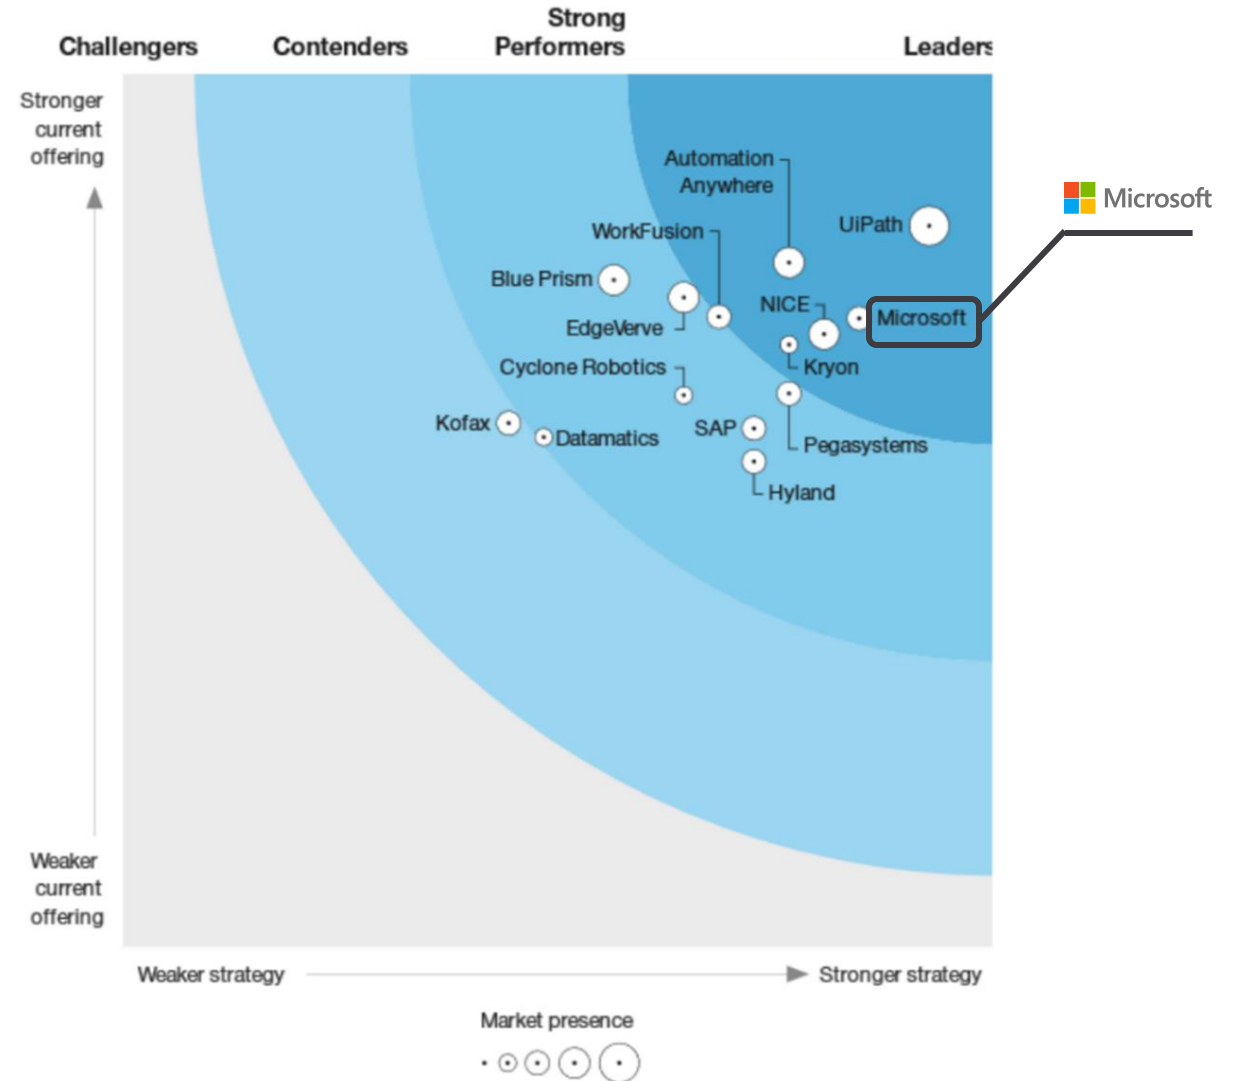 Strong
Challengers Contenders Performers Leaders
Stronger
current
offering
Automation
Anywhere
Microsoft
UiPath
WorkFusion
Blue Prism
NICE
Microsoft
EdgeVerve
Cyclone Robotics
Kryon
Kofax
Datamatics
SAP
Pegasystems
Hyland
Weaker
current
offering
Weaker strategy
Stronger strategy
Market presence